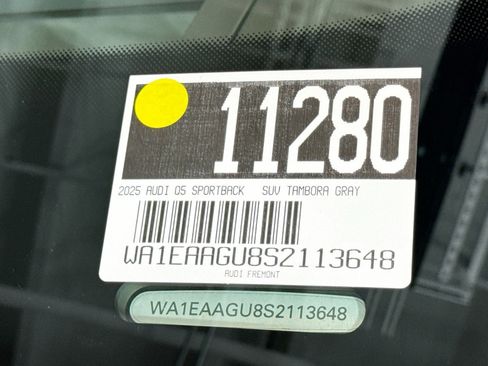 11280
2025 AUDI Q5 SPORTBACK SUV TAMBORA GRAY
WA1EAAGU8S2113648
AUDI FREMONT
WA1EAAGU8S2113648